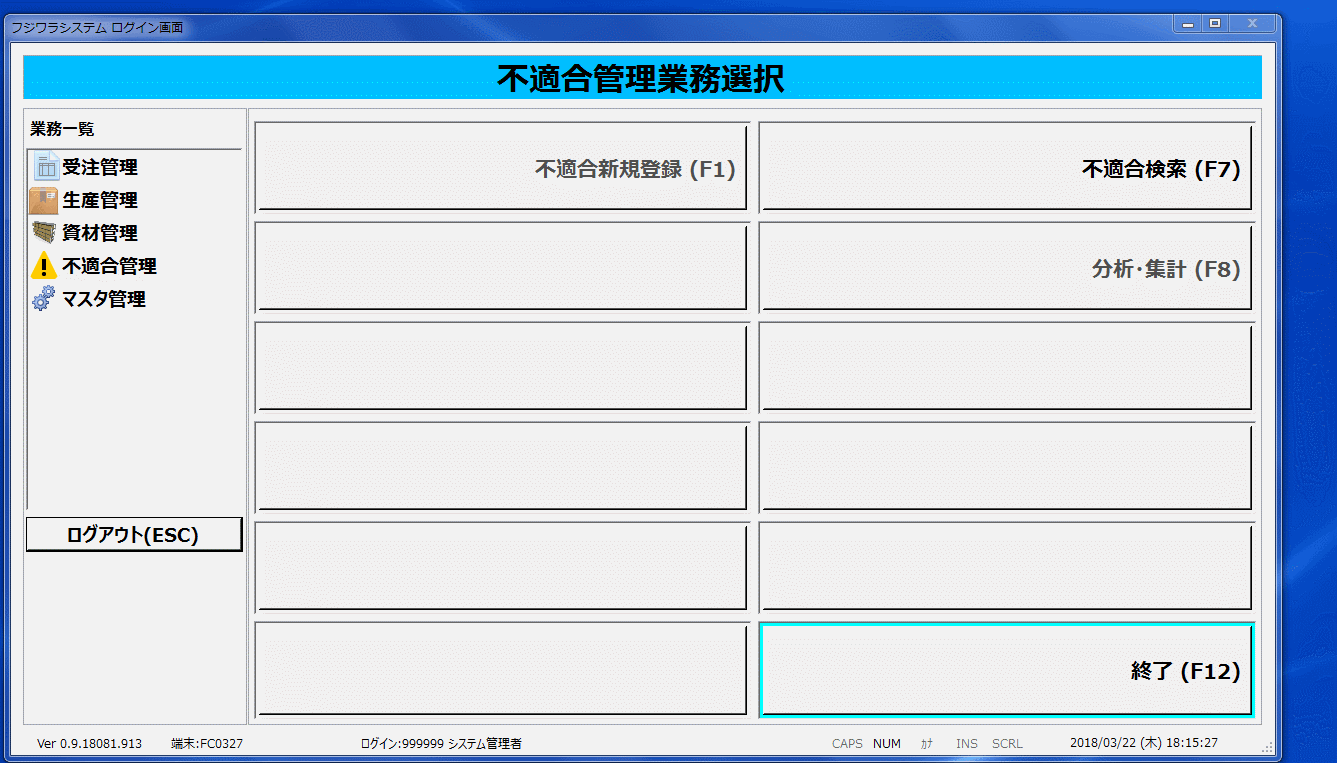 フジワラシステム ログイン画面
不適合管理業務選択
業務一覧
受注管理
生産管理
資材管理
不適合管理
マスタ管理
ログアウト(ESC)
不適合新規登録 (F1)
不適合検索 (F7)
分析･集計 (F8)
終了 (F12)
Ver 0.9.18081.913 端末:FC0327 ログイン:999999 システム管理者 CAPS NUM ｶﾅ INS SCRL 2018/03/22 (木) 18:15:27